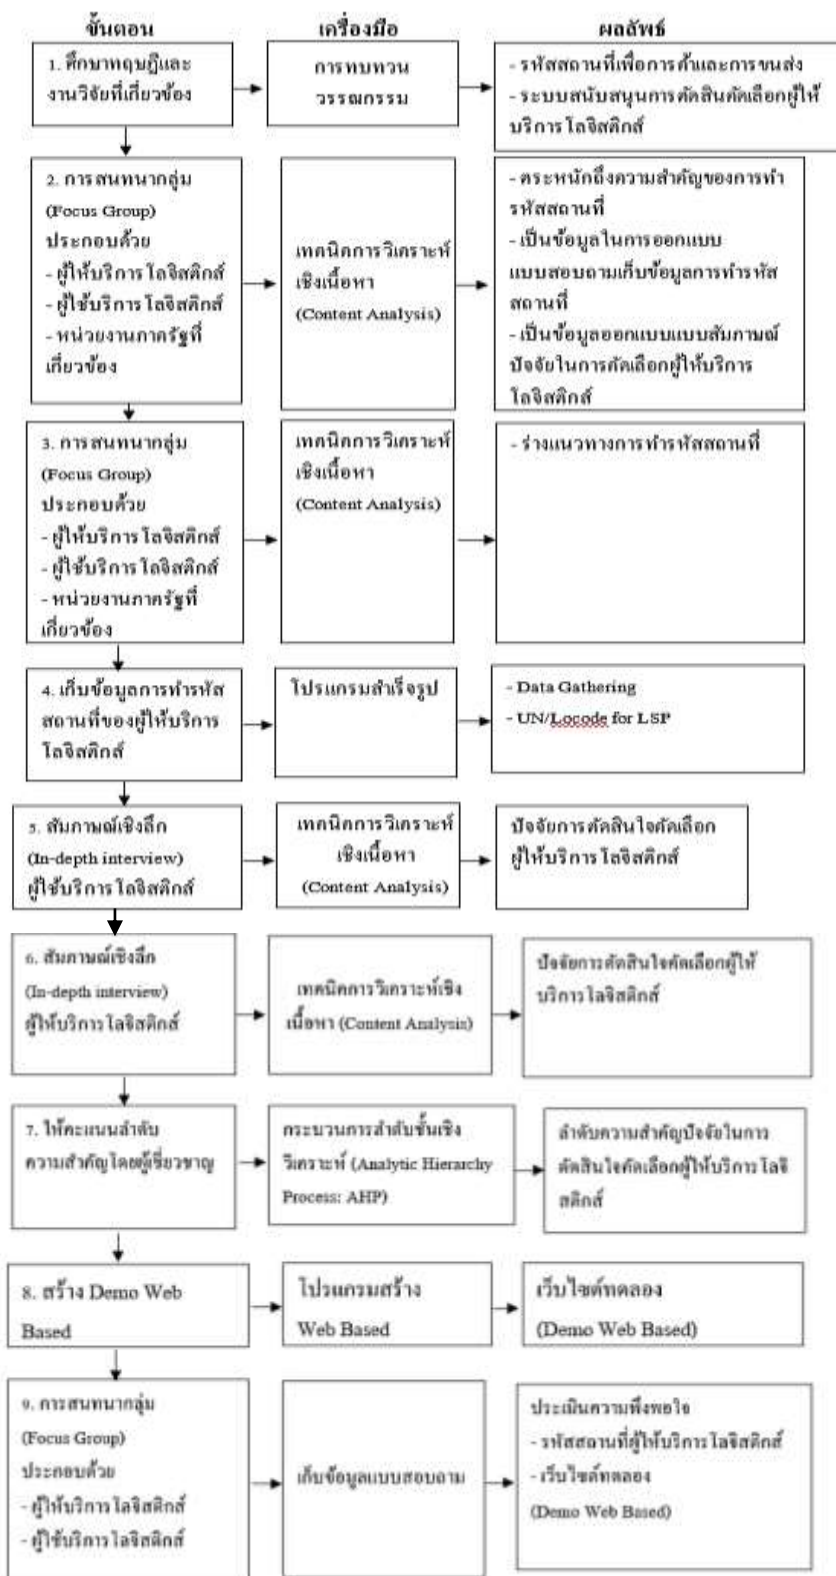 ขั้นตอน
เครื่องมือ
ผลลัพธ์
1. ศึกษาทฤษฎีและ
งานวิจัยที่เกี่ยวข้อง
การทบทวน
วรรณกรรม
- รหัสสถานที่เพื่อการค้าและการขนส่ง
- ระบบสนับสนุนการตัดสินคัดเลือกผู้ให้
บริการโลจิสติกส์
2. การสนทนากลุ่ม
(Focus Group)
ประกอบด้วย
- ผู้ให้บริการโลจิสติกส์
- ผู้ใช้บริการโลจิสติกส์
- หน่วยงานภาครัฐที่
เกี่ยวข้อง
เทคนิคการวิเคราะห์
เชิงเนื้อหา
(Content Analysis)
- ตระหนักถึงความสำคัญของการทำ
รหัสสถานที่
- เป็นข้อมูลในการออกแบบ
แบบสอบถามเก็บข้อมูลการทำรหัส
สถานที่
- เป็นข้อมูลออกแบบแบบสัมภาษณ์
ปัจจัยในการคัดเลือกผู้ให้บริการ
โลจิสติกส์
3. การสนทนากลุ่ม
(Focus Group)
ประกอบด้วย
- ผู้ให้บริการโลจิสติกส์
- ผู้ใช้บริการโลจิสติกส์
- หน่วยงานภาครัฐที่
เกี่ยวข้อง
เทคนิคการวิเคราะห์
เชิงเนื้อหา
(Content Analysis)
- ร่างแนวทางการทำรหัสสถานที่
4. เก็บข้อมูลการทำรหัส
สถานที่ของผู้ให้บริการ
โลจิสติกส์
โปรแกรมสำเร็จรูป
- Data Gathering
- UN/Locode for LSP
5. สัมภาษณ์เชิงลึก
(In-depth interview)
ผู้ใช้บริการโลจิสติกส์
เทคนิคการวิเคราะห์
เชิงเนื้อหา
(Content Analysis)
ปัจจัยการตัดสินใจคัดเลือก
ผู้ให้บริการโลจิสติกส์
6. สัมภาษณ์เชิงลึก
(In-depth interview)
ผู้ให้บริการโลจิสติกส์
เทคนิคการวิเคราะห์เชิง
เนื้อหา (Content Analysis)
ปัจจัยการตัดสินใจคัดเลือกผู้ให้
บริการโลจิสติกส์
7. ให้คะแนนลำดับ
ความสำคัญโดยผู้เชี่ยวชาญ
กระบวนการลำดับชั้นเชิง
วิเคราะห์ (Analytic Hierarchy
Process: AHP)
ลำดับความสำคัญปัจจัยในการ
ตัดสินใจคัดเลือกผู้ให้บริการโลจิ
สติกส์
8. สร้าง Demo Web
Based
โปรแกรมสร้าง
Web Based
เว็บไซต์ทดลอง
(Demo Web Based)
9. การสนทนากลุ่ม
(Focus Group)
ประกอบด้วย
- ผู้ให้บริการโลจิสติกส์
- ผู้ใช้บริการโลจิสติกส์
เก็บข้อมูลแบบสอบถาม
ประเมินความพึงพอใจ
- รหัสสถานที่ผู้ให้บริการโลจิสติกส์
- เว็บไซต์ทดลอง
(Demo Web Based)